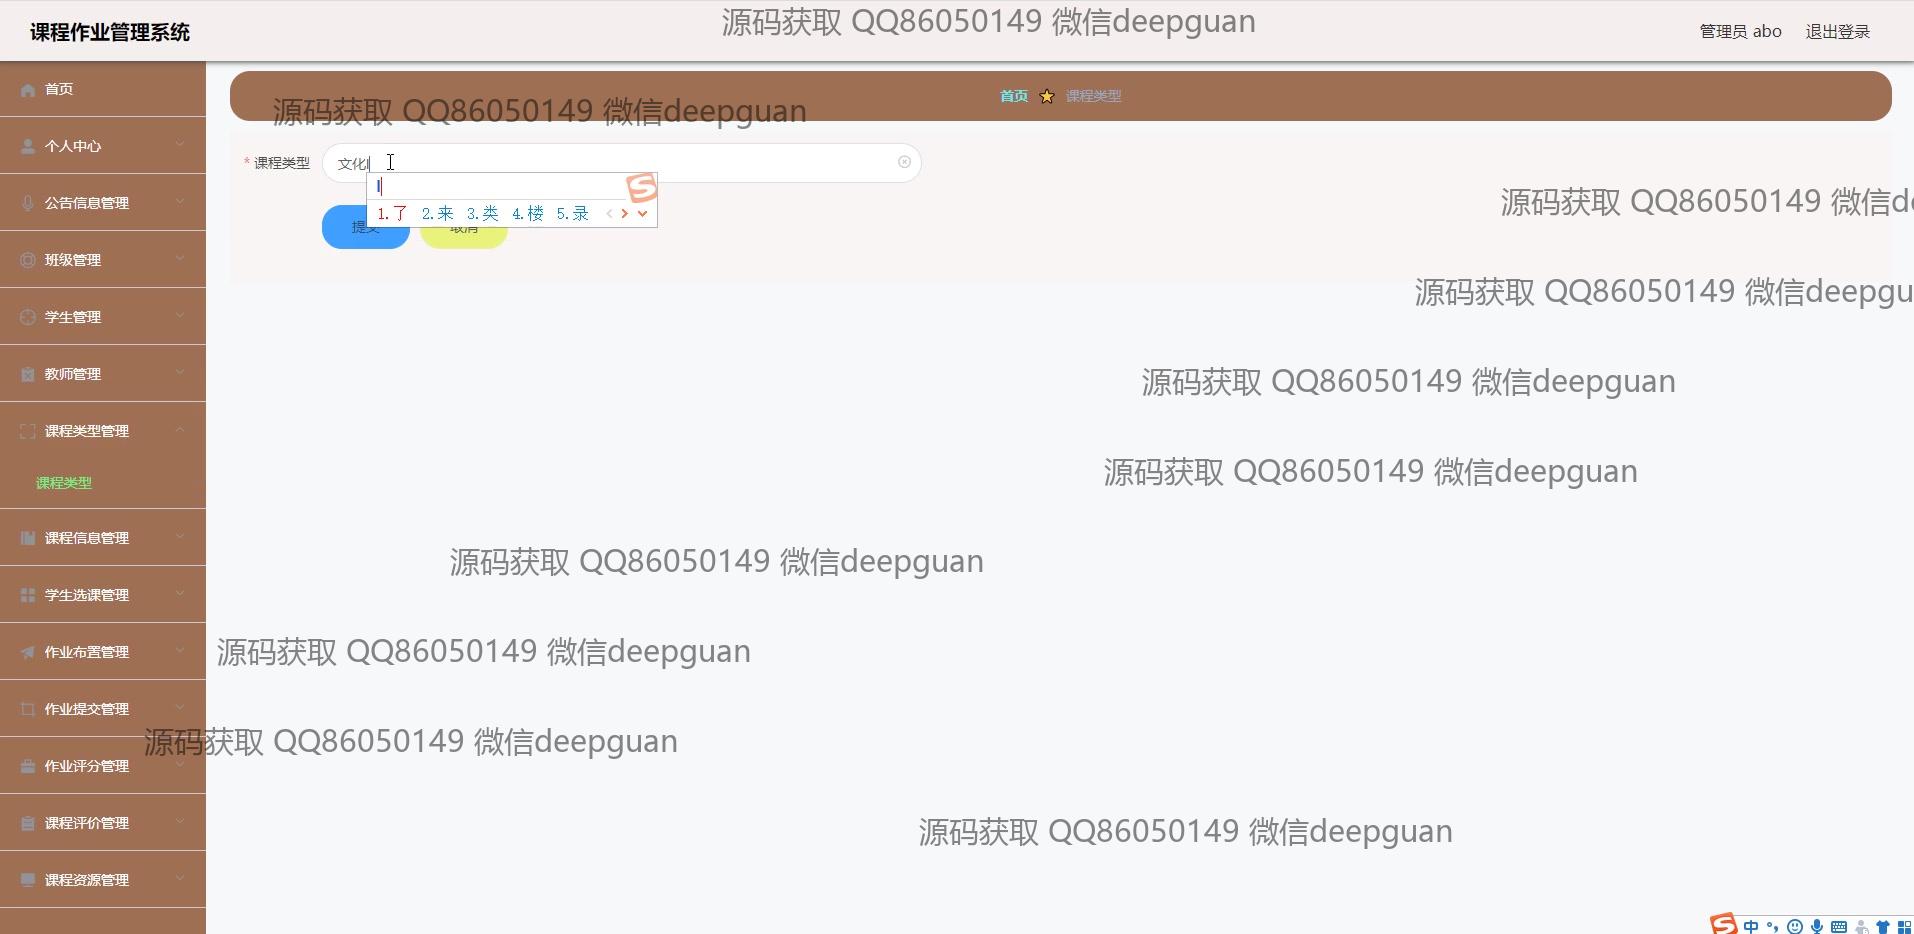 课程作业管理系统
源码获取 QQ86050149 微信deepguan
管理员 abo
退出登录
首页
个人中心
公告信息管理
班级管理
学生管理
教师管理
课程类型管理
课程类型
课程信息管理
学生选课管理
作业布置管理
作业提交管理
作业评分管理
课程评价管理
课程资源管理
首页 课程类型
源码获取 QQ86050149 微信deepguan
* 课程类型 文化l
l
1.了 2.来 3.类 4.楼 5.录
提交 取消
源码获取 QQ86050149 微信d
源码获取 QQ86050149 微信deepgu
源码获取 QQ86050149 微信deepguan
源码获取 QQ86050149 微信deepguan
源码获取 QQ86050149 微信deepguan
源码获取 QQ86050149 微信deepguan
源码获取 QQ86050149 微信deepguan
源码获取 QQ86050149 微信deepguan
中